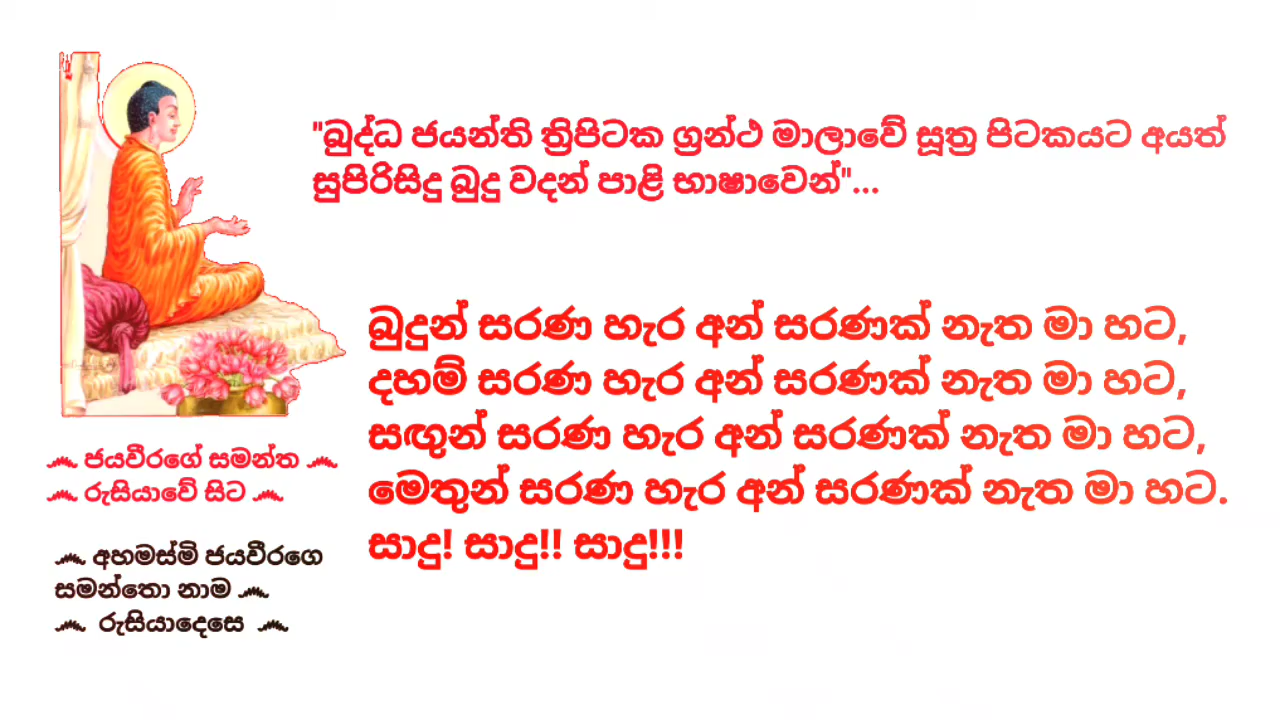 "බුද්ධ ජයන්ති ත්‍රිපිටක ග්‍රන්ථ මාලාවේ සූත්‍ර පිටකයට අයත්
සුපිරිසිදු බුදු වදන් පාළි භාෂාවෙන්"...
බුදුන් සරණ හැර අන් සරණක් නැත මා හට,
දහම් සරණ හැර අන් සරණක් නැත මා හට,
සඟුන් සරණ හැර අන් සරණක් නැත මා හට,
මෙතුන් සරණ හැර අන් සරණක් නැත මා හට.
සාදු! සාදු!! සාදු!!!
ජයවීරගේ සමන්ත
රුසියාවේ සිට
අහමස්මි ජයවීරගෙ
සමන්තො නාම
රුසියාදෙසෙ